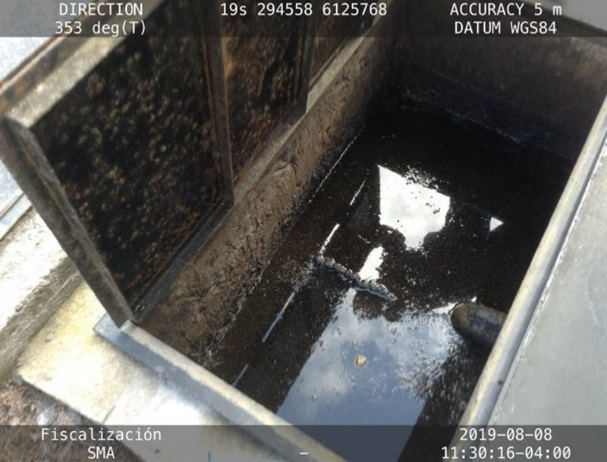 DIRECTION
353 deg(T)
19s 294558 6125768
ACCURACY 5 m
DATUM WGS84
Fiscalización
SMA
-
2019-08-08
11:30:16-04:00